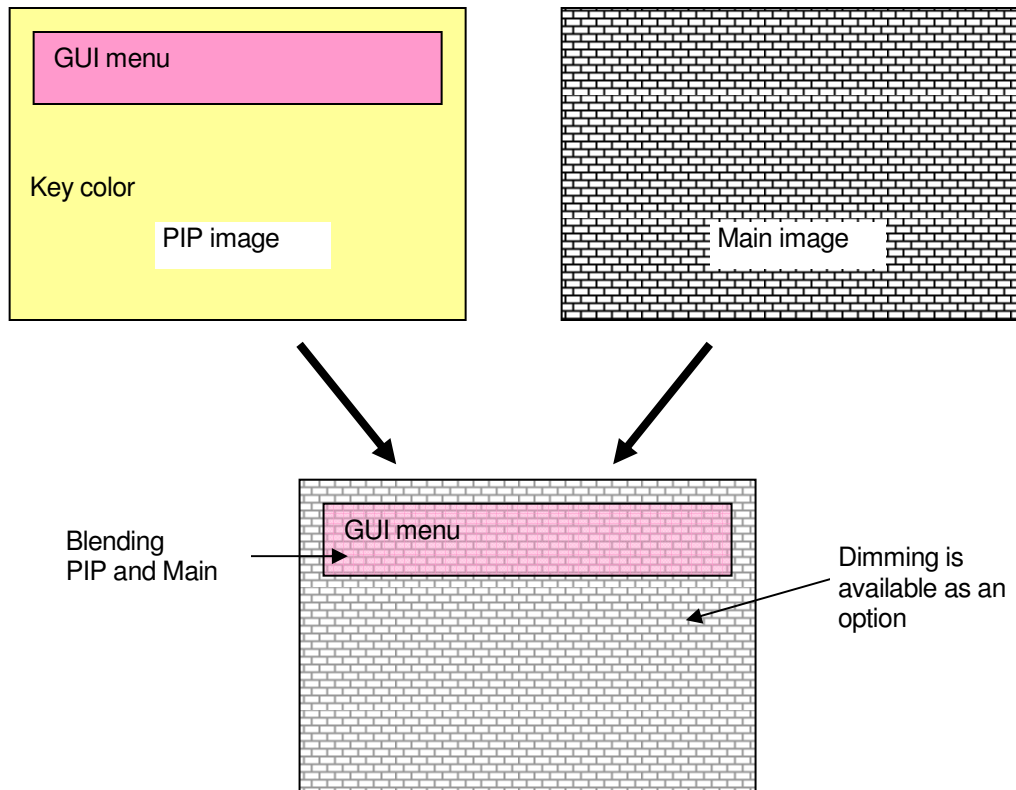 GUI menu
Key color
PIP image
Main image
GUI menu
Blending
PIP and Main
Dimming is
available as an
option